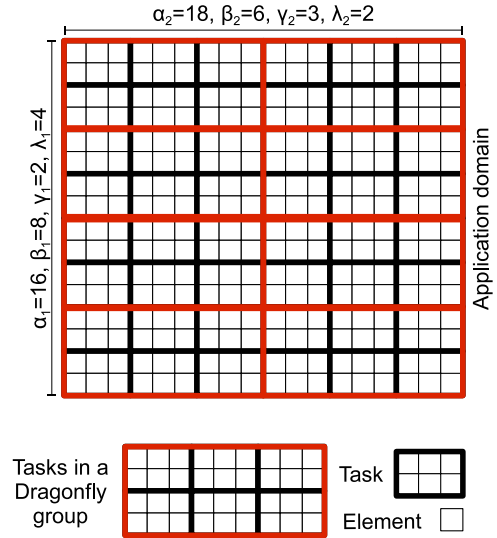 α₂=18, β₂=6, γ₂=3, λ₂=2
α₁=16, β₁=8, γ₁=2, λ₁=4
Application domain
Tasks in a
Dragonfly
group
Task
Element